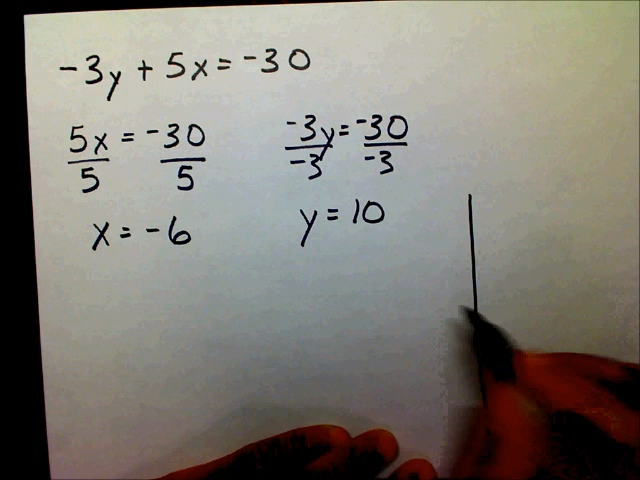 -3y + 5x = -30
5x = -30
5 5
x = -6
-3y = -30
-3 -3
y = 10